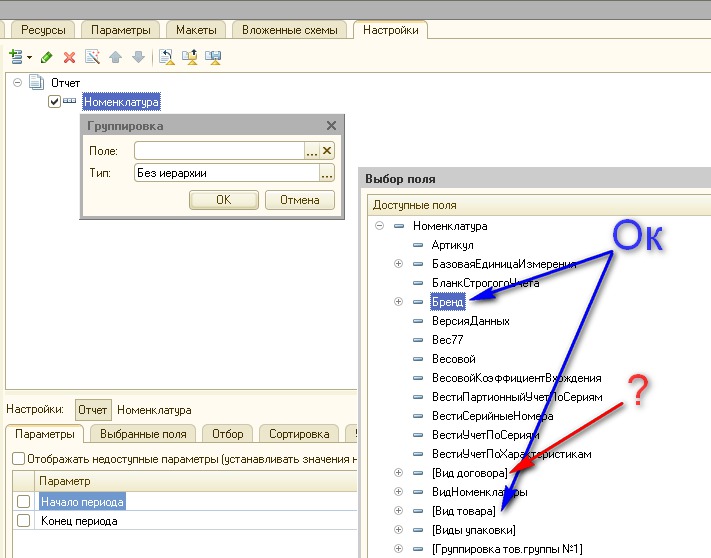 Ресурсы Параметры Макеты Вложенные схемы Настройки
Отчет
Номенклатура
Группировка
Поле:
...
Тип: Без иерархии ...
OK Отмена
Выбор поля
Доступные поля
Номенклатура
Артикул
БазоваяЕдиницаИзмерения
БланкСтрогогоУчета
Бренд
ВерсияДанных
Вес77
Весовой
ВесовойКоэффициентВхождения
ВестиПартионныйУчетПоСериям
ВестиСерийныеНомера
ВестиУчетПоСериям
ВестиУчетПоХарактеристикам
[Вид договора]
ВидНоменклатуры
[Вид товара]
[Виды упаковки]
[Группировка тов.группы №1]
Ок
?
Настройки: Отчет Номенклатура
Параметры Выбранные поля Отбор Сортировка
Отображать недоступные параметры (устанавливать значения н
Параметр
Начало периода
Конец периода